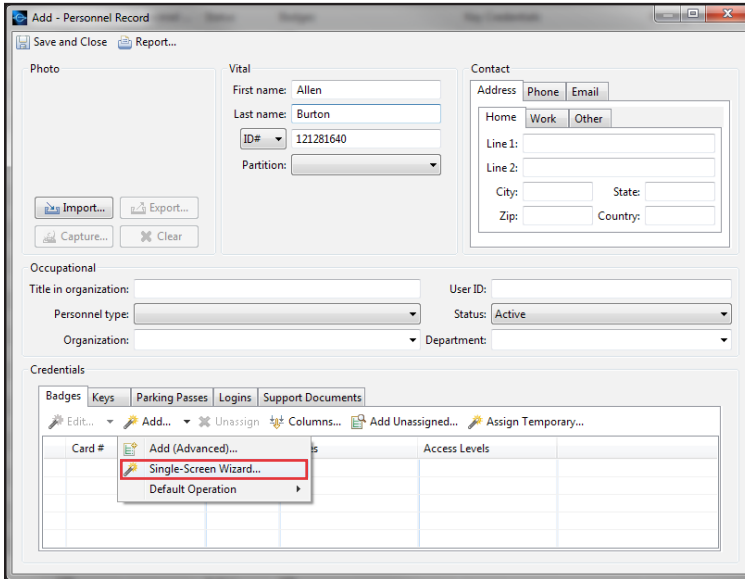 Add - Personnel Record
Save and Close Report...
Photo
Import... Export...
Capture... Clear
Vital
First name: Allen
Last name: Burton
ID# 121281640
Partition:
Contact
Address Phone Email
Home Work Other
Line 1:
Line 2:
City: State:
Zip: Country:
Occupational
Title in organization: User ID:
Personnel type: Status: Active
Organization: Department:
Credentials
Badges Keys Parking Passes Logins Support Documents
Edit... Add... Unassign Columns... Add Unassigned... Assign Temporary...
Card # Access Levels
Add (Advanced)...
Single-Screen Wizard...
Default Operation